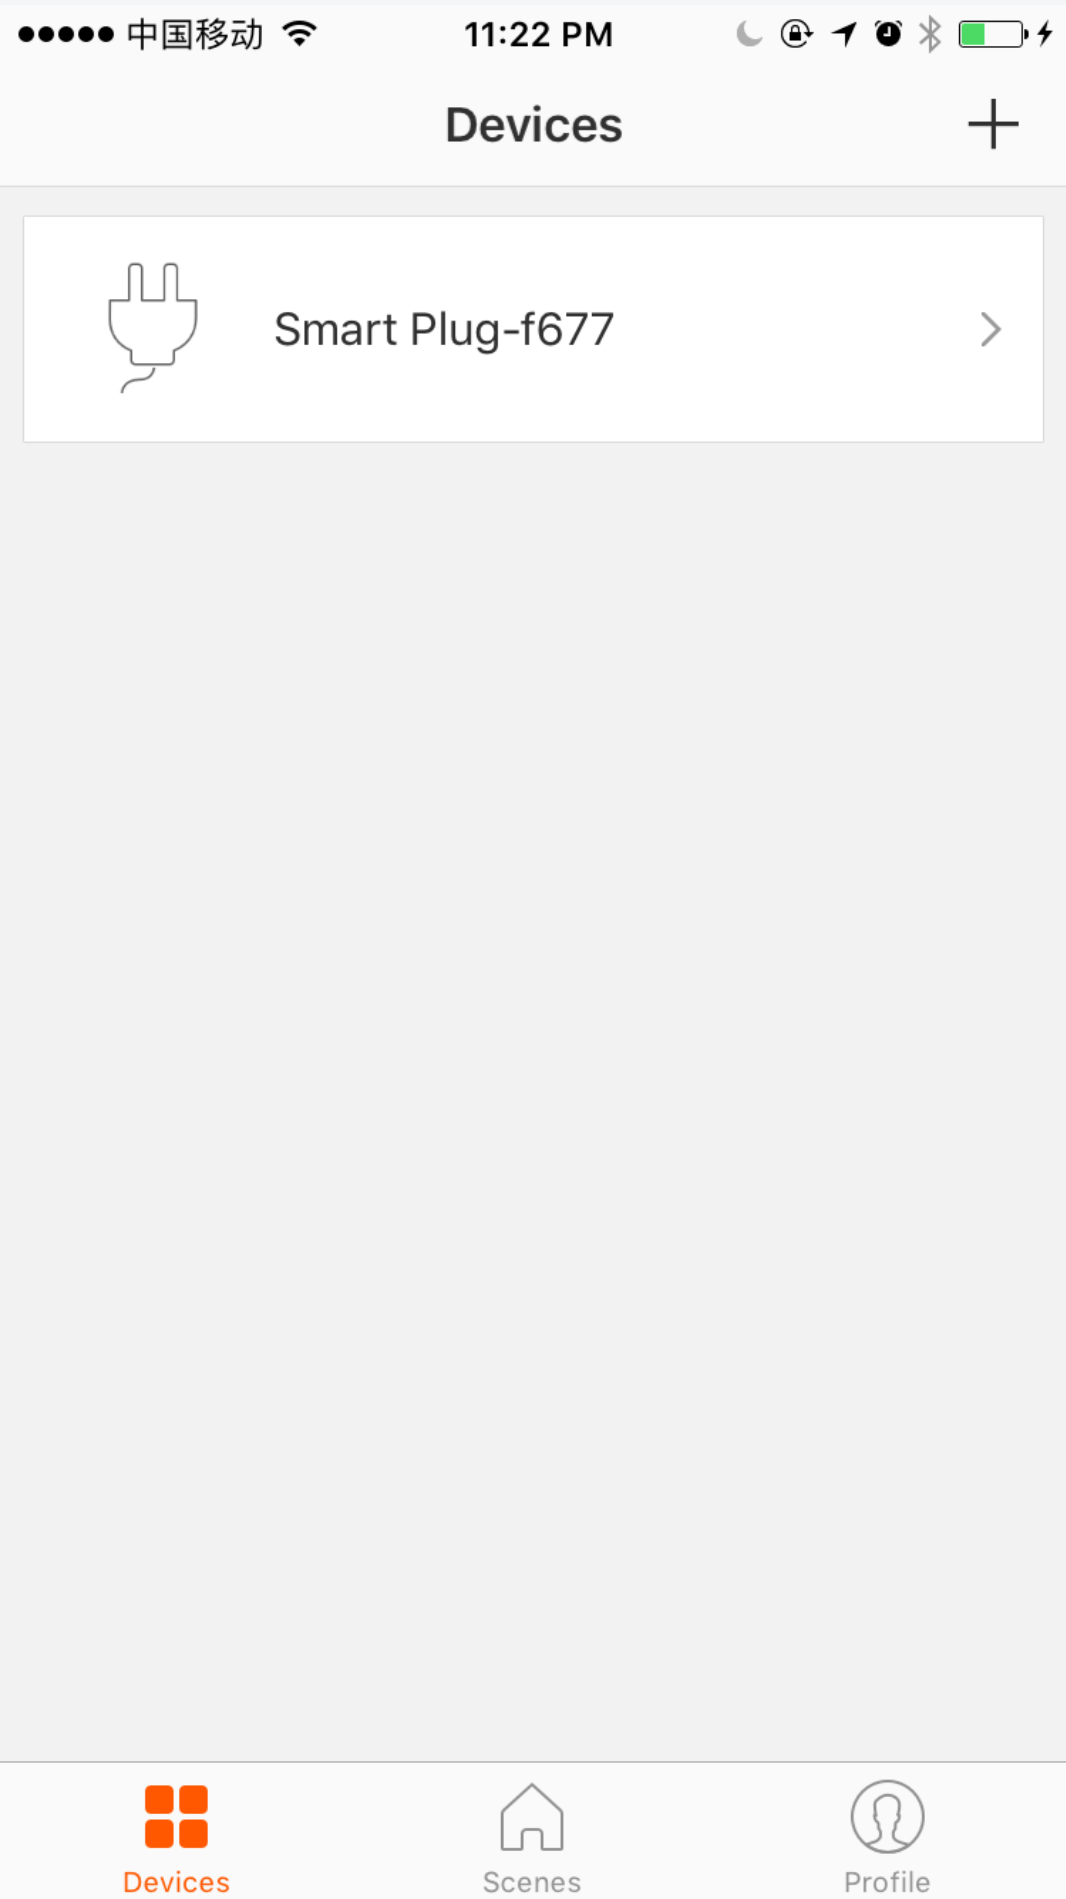 中国移动 11:22 PM
Devices
Smart Plug-f677
Devices Scenes Profile